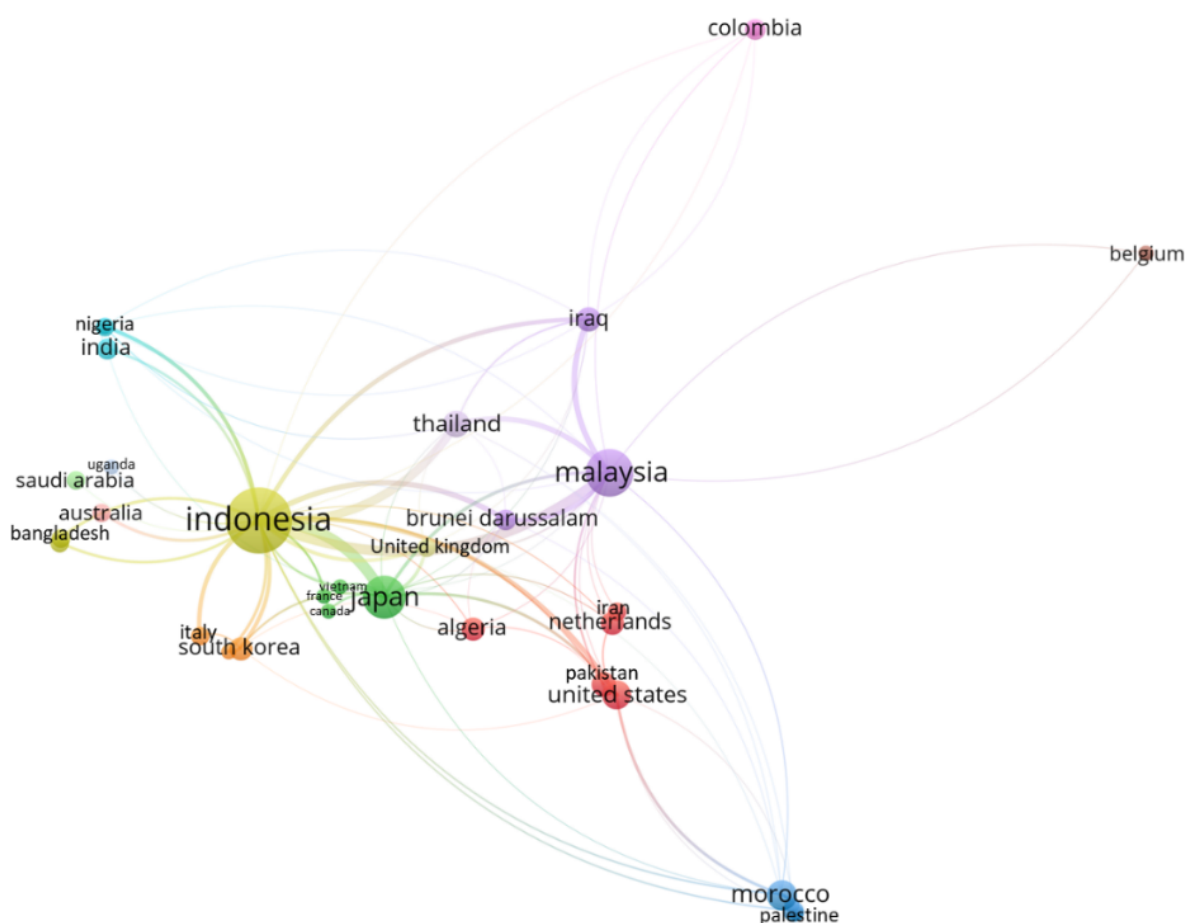 colombia
belgium
iraq
nigeria
india
thailand
uganda
saudi arabia
malaysia
australia
indonesia
brunei darussalam
bangladesh
United kingdom
vietnam
france
japan
canada
iran
netherlands
algeria
italy
south korea
pakistan
united states
morocco
palestine